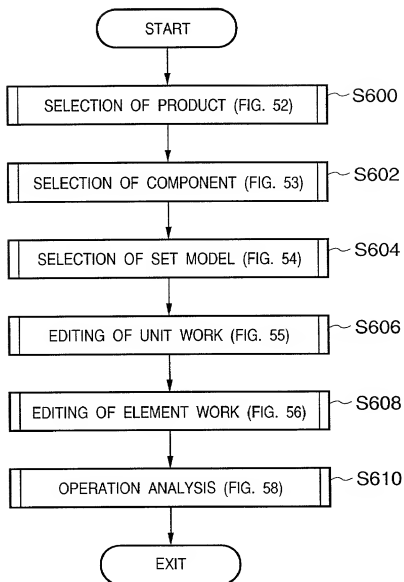 START
SELECTION OF PRODUCT (FIG. 52)
S600
SELECTION OF COMPONENT (FIG. 53)
S602
SELECTION OF SET MODEL (FIG. 54)
S604
EDITING OF UNIT WORK (FIG. 55)
S606
EDITING OF ELEMENT WORK (FIG. 56)
S608
OPERATION ANALYSIS (FIG. 58)
S610
EXIT